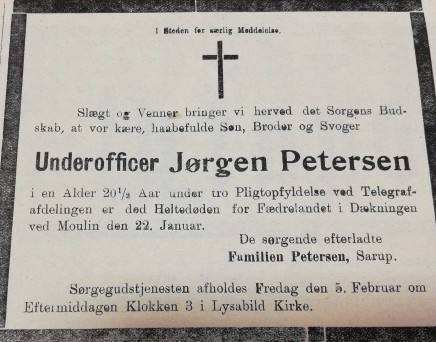 I Steden for særlig Meddelelse.
Slægt og Venner bringer vi herved det Sorgens Bud-
skab, at vor kære, haabefulde Søn, Broder og Svoger
Underofficer Jørgen Petersen
i en Alder 20½ Aar under tro Pligtopfyldelse ved Telegraf-
afdelingen er død Heltedøden for Fædrelandet i Dækningen
ved Moulin den 22. Januar.
De sørgende efterladte
Familien Petersen, Sarup.
Sørgegudstjenesten afholdes Fredag den 5. Februar om
Eftermiddagen Klokken 3 i Lysabild Kirke.